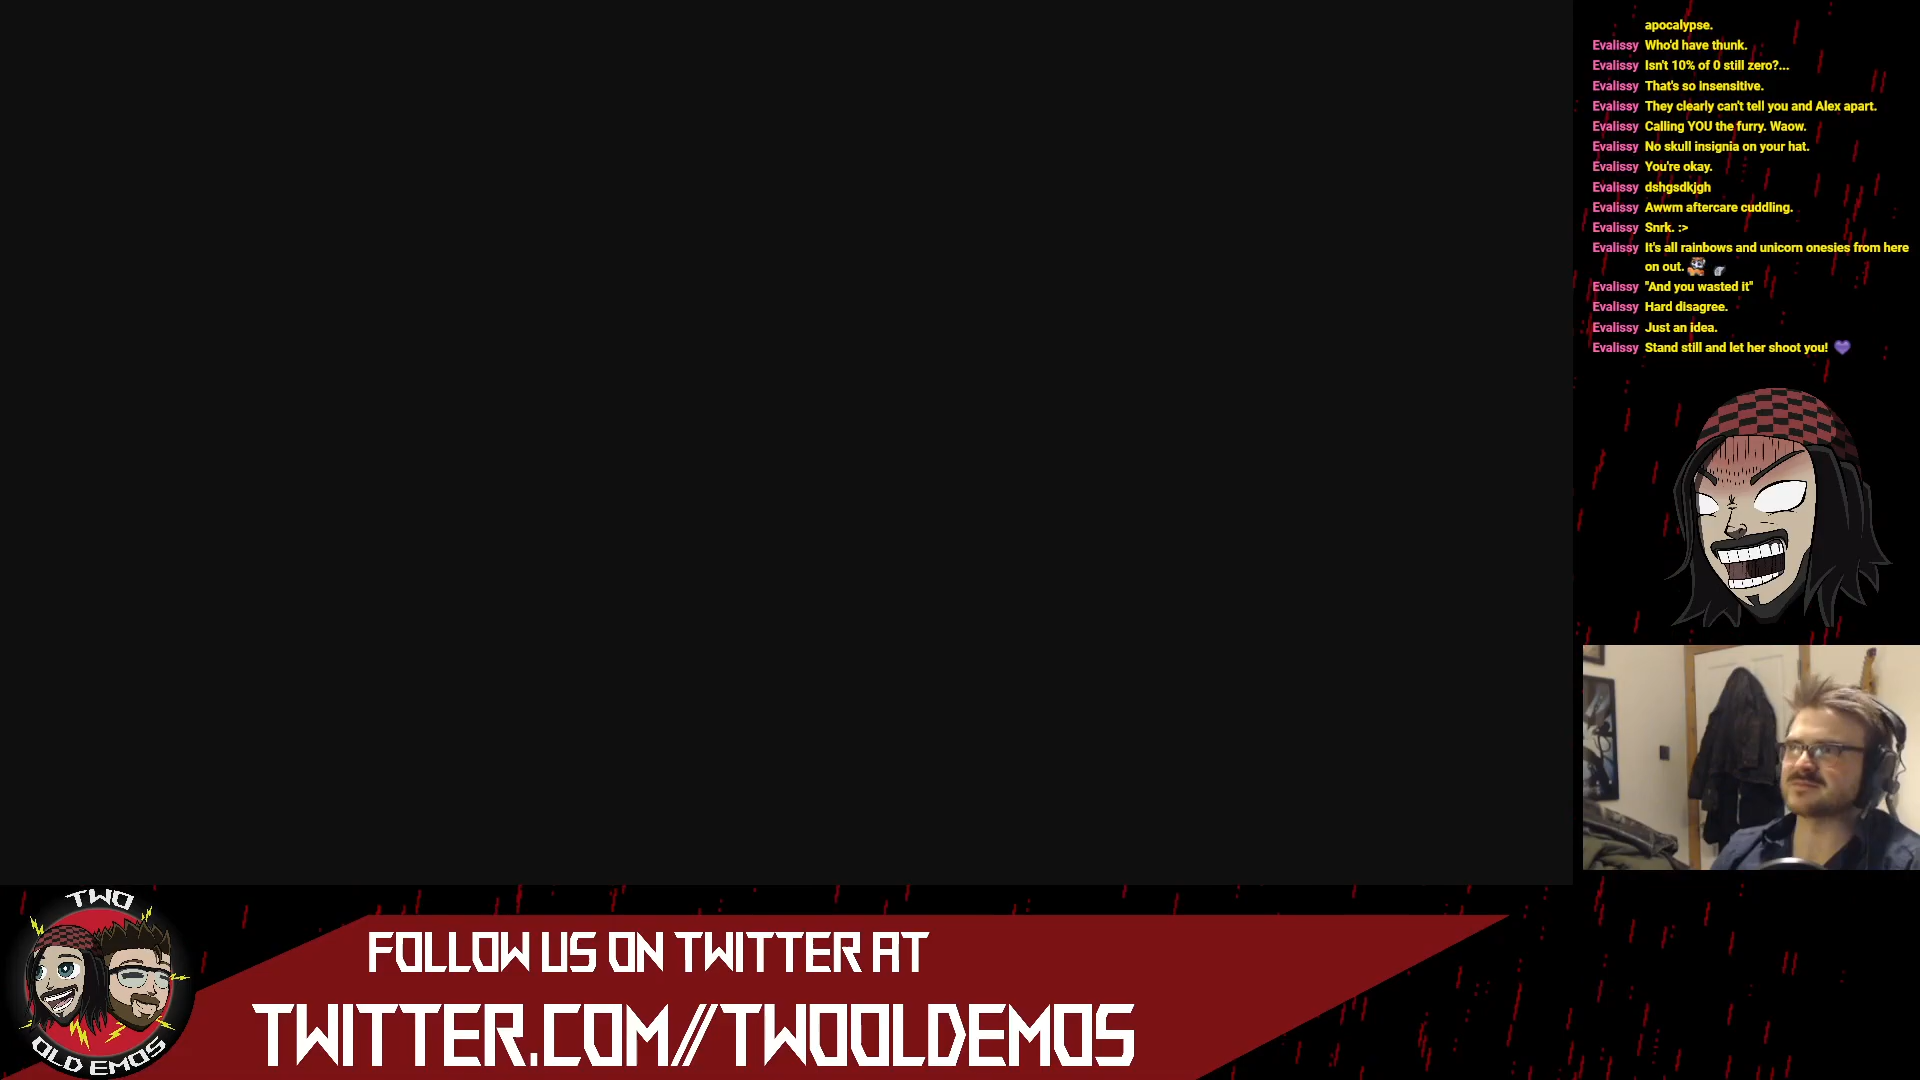 apocalypse.
Evalissy Who'd have thunk.
Evalissy Isn't 10% of 0 still zero?...
Evalissy That's so insensitive.
Evalissy They clearly can't tell you and Alex apart.
Evalissy Calling YOU the furry. Waow.
Evalissy No skull insignia on your hat.
Evalissy You're okay.
Evalissy dshgsdkjgh
Evalissy Awwm aftercare cuddling.
Evalissy Snrk. :>
Evalissy It's all rainbows and unicorn onesies from here
on out.
Evalissy "And you wasted it"
Evalissy Hard disagree.
Evalissy Just an idea.
Evalissy Stand still and let her shoot you! 💜
TWO
OLD EMOS
FOLLOW US ON TWITTER AT
TWITTER.COM//TWOOLDEMOS